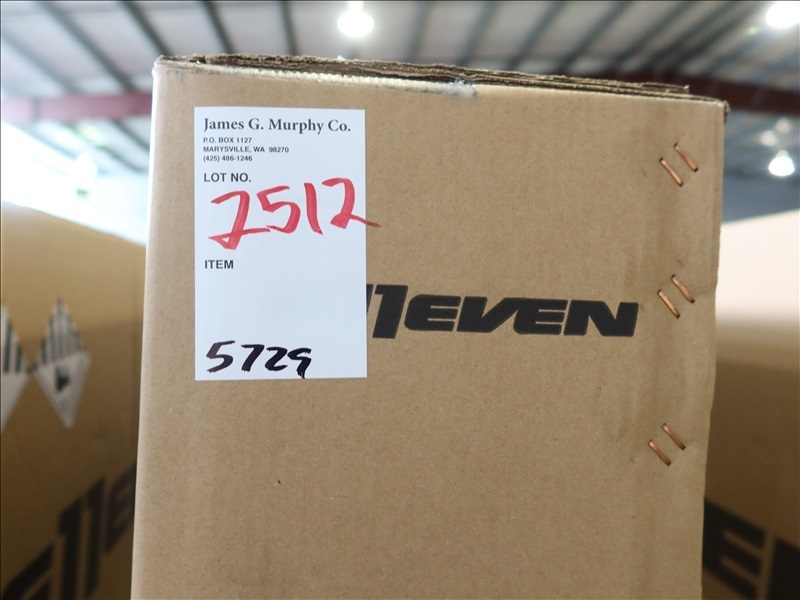 James G. Murphy Co.
P.O. BOX 1127
MARYSVILLE, WA 98270
(425) 486-1246
LOT NO.
2512
ITEM
5729
11EVEN